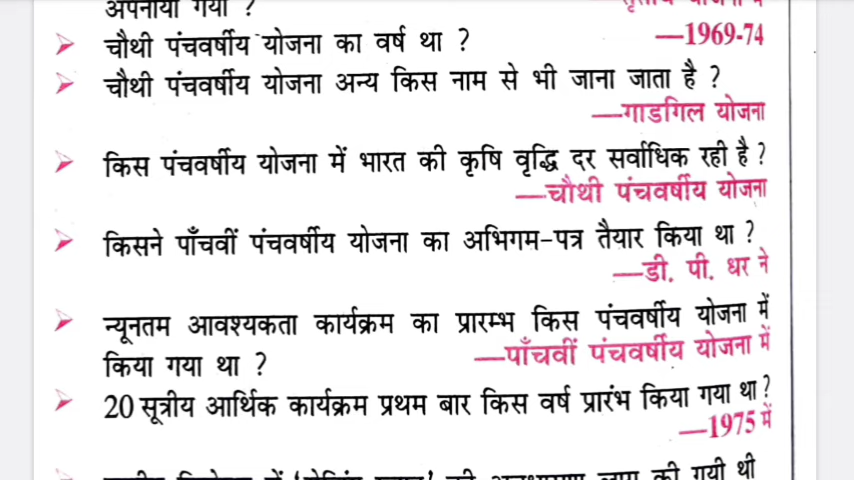 अपनाया गया ?
तृतीय योजना में
चौथी पंचवर्षीय योजना का वर्ष था ? —1969-74
चौथी पंचवर्षीय योजना अन्य किस नाम से भी जाना जाता है ?
—गाडगिल योजना
किस पंचवर्षीय योजना में भारत की कृषि वृद्धि दर सर्वाधिक रही है ?
—चौथी पंचवर्षीय योजना
किसने पाँचवीं पंचवर्षीय योजना का अभिगम-पत्र तैयार किया था ?
—डी. पी. धर ने
न्यूनतम आवश्यकता कार्यक्रम का प्रारम्भ किस पंचवर्षीय योजना में
किया गया था ? —पाँचवीं पंचवर्षीय योजना में
20 सूत्रीय आर्थिक कार्यक्रम प्रथम बार किस वर्ष प्रारंभ किया गया था ?
—1975 में
की गयी थी